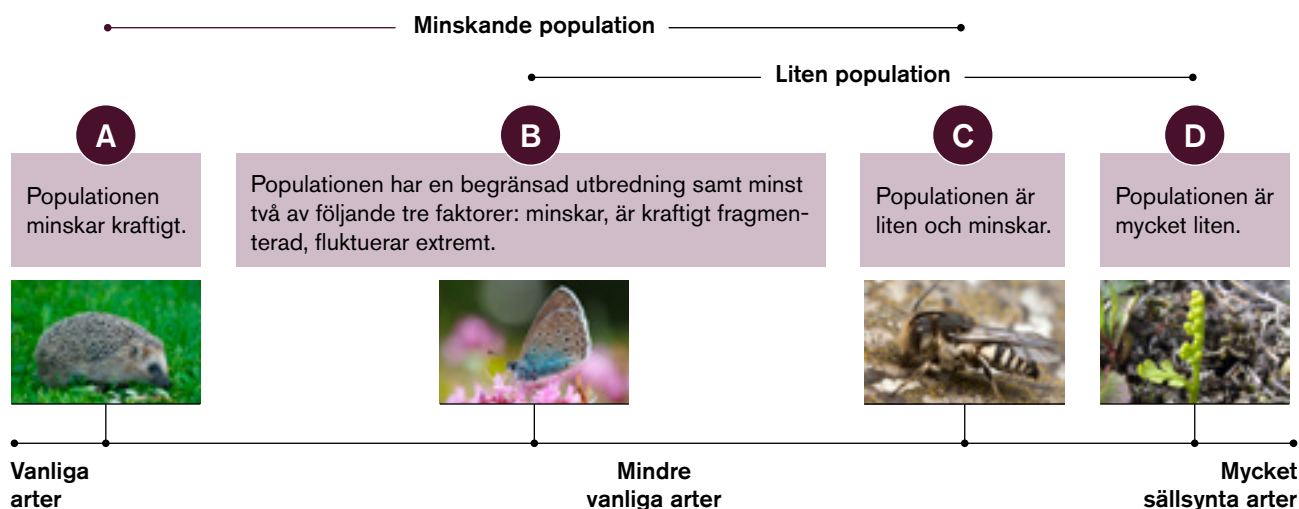 Minskande population
Liten population
A
Populationen
minskar kraftigt.
B
Populationen har en begränsad utbredning samt minst
två av följande tre faktorer: minskar, är kraftigt fragmen-
terad, fluktuerar extremt.
C
Populationen är
liten och minskar.
D
Populationen är
mycket liten.
Vanliga
arter
Mindre
vanliga arter
Mycket
sällsynta arter